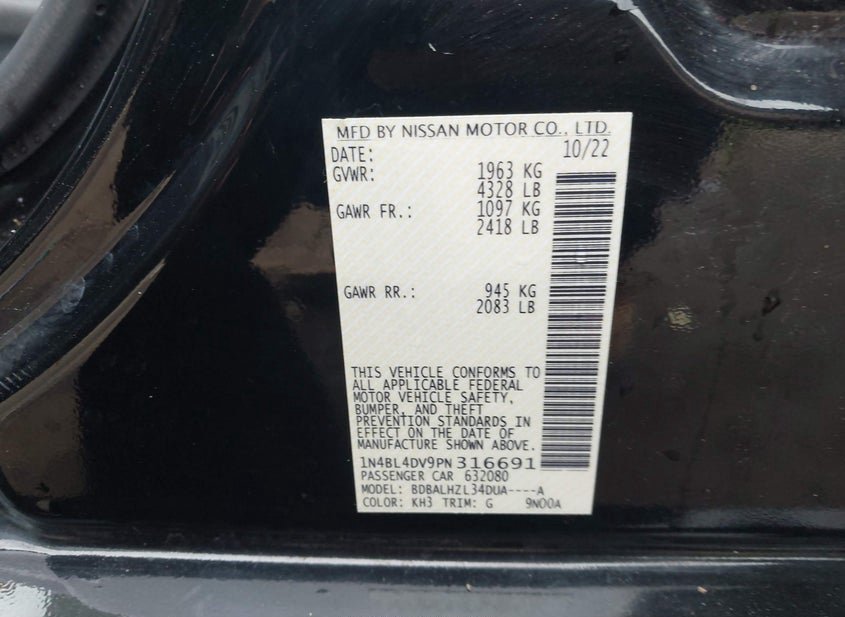 MFD BY NISSAN MOTOR CO., LTD.
DATE: 10/22
GVWR: 1963 KG
4328 LB
GAWR FR.: 1097 KG
2418 LB
GAWR RR.: 945 KG
2083 LB
THIS VEHICLE CONFORMS TO
ALL APPLICABLE FEDERAL
MOTOR VEHICLE SAFETY,
BUMPER, AND THEFT
PREVENTION STANDARDS IN
EFFECT ON THE DATE OF
MANUFACTURE SHOWN ABOVE.
1N4BL4DV9PN316691
PASSENGER CAR 632080
MODEL: BDBALHZL34DUA----A
COLOR: KH3 TRIM: G 9N00A